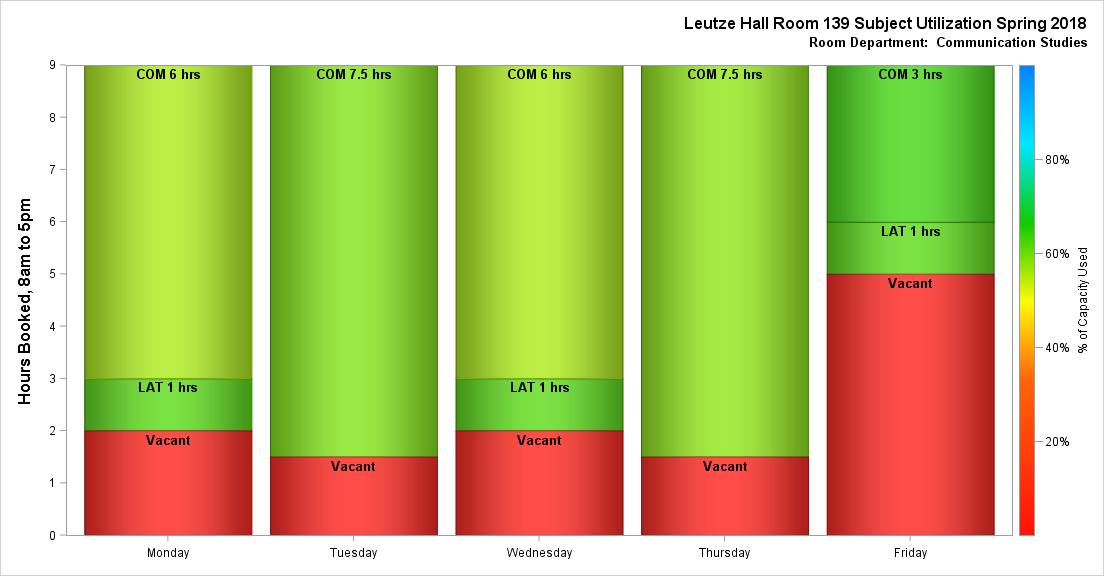 Leutze Hall Room 139 Subject Utilization Spring 2018
Room Department:  Communication Studies
Hours Booked, 8am to 5pm
9
8
7
6
5
4
3
2
1
0
COM 6 hrs
LAT 1 hrs
Vacant
COM 7.5 hrs
Vacant
COM 6 hrs
LAT 1 hrs
Vacant
COM 7.5 hrs
Vacant
COM 3 hrs
LAT 1 hrs
Vacant
Monday
Tuesday
Wednesday
Thursday
Friday
80%
60%
40%
20%
% of Capacity Used